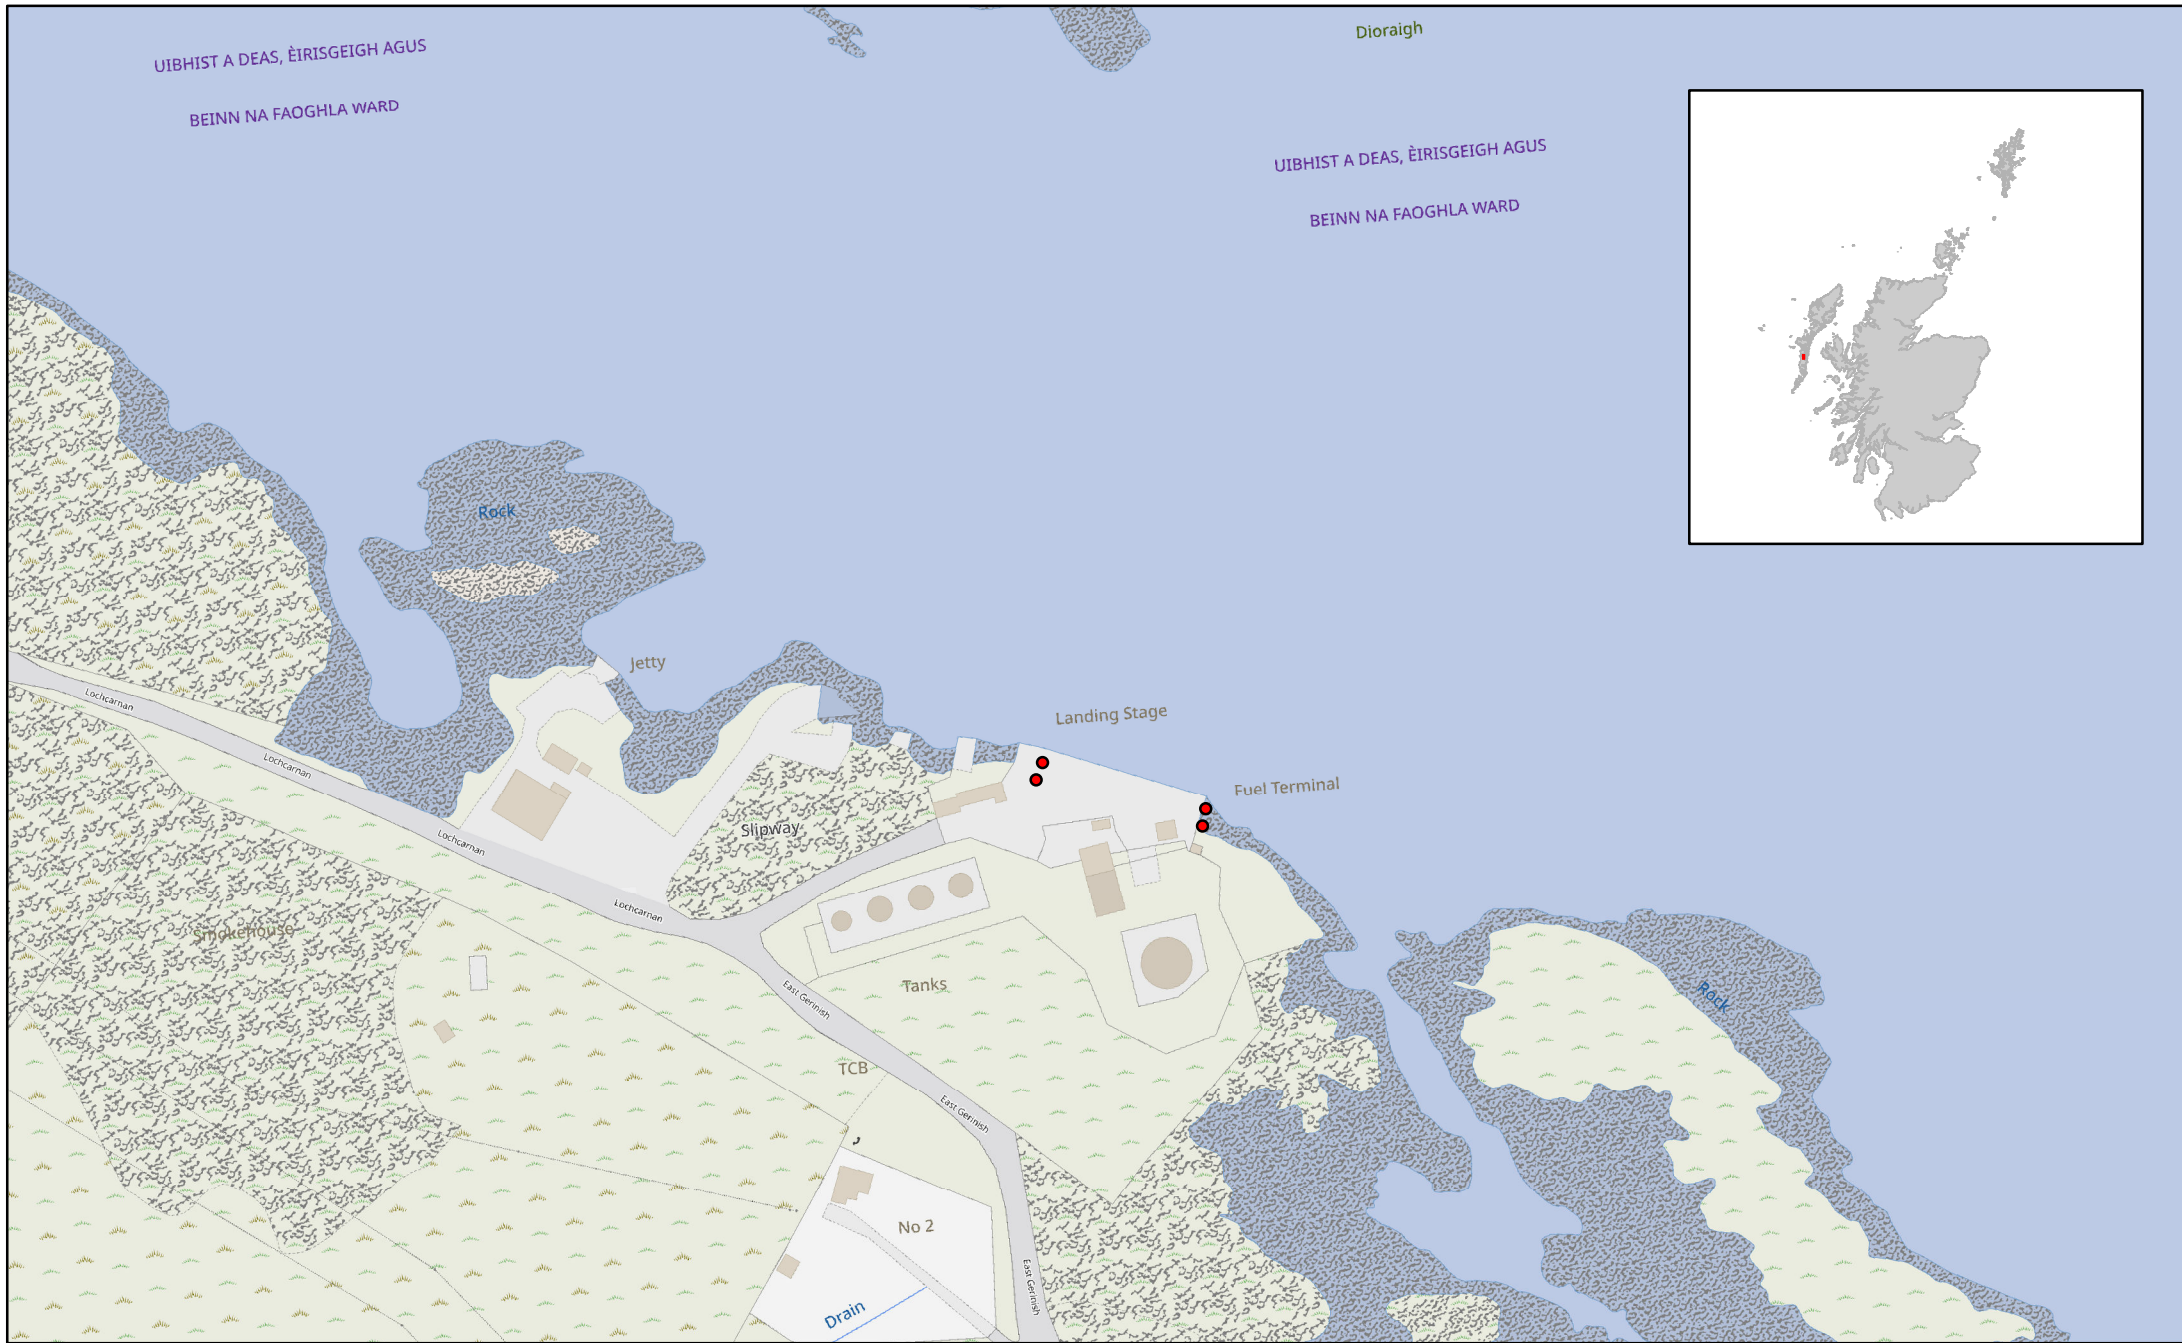 Dioraigh
UIBHIST A DEAS, ÈIRISGEIGH AGUS
BEINN NA FAOGHLA WARD
UIBHIST A DEAS, ÈIRISGEIGH AGUS
BEINN NA FAOGHLA WARD
Rock
Jetty
Lochcarnan
Landing Stage
Lochcarnan
Fuel Terminal
Slipway
Lochcarnan
Lochcarnan
Smokehouse
Tanks
East Gerinish
Rock
TCB
East Gerinish
No 2
East Gerinish
Drain